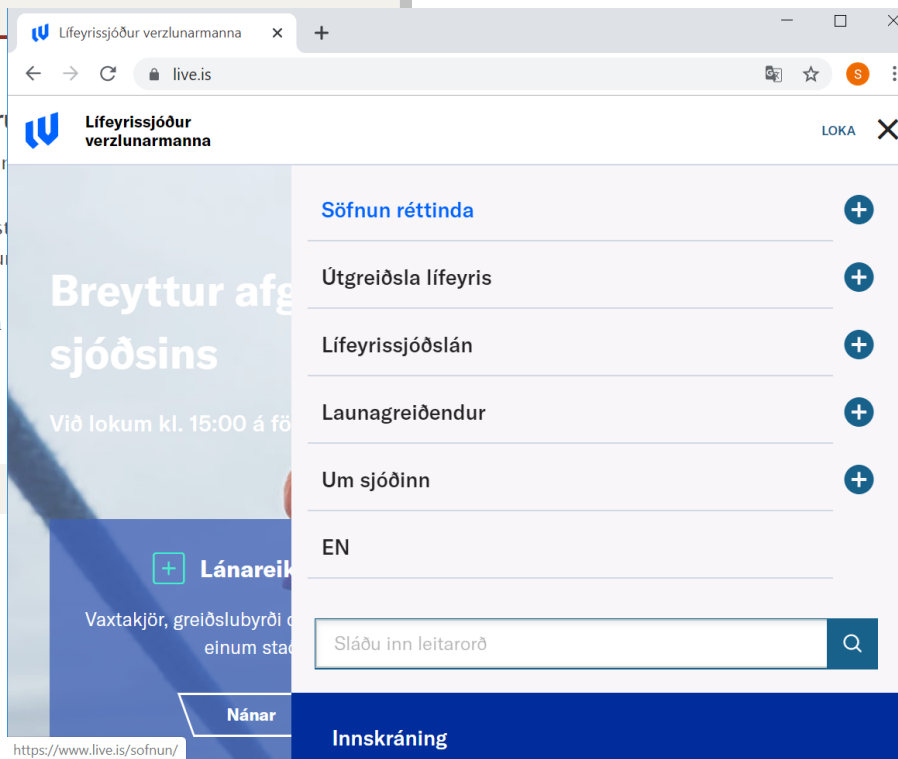 Lífeyrissjóður verzlunarmanna
live.is
S
Lífeyrissjóður
verzlunarmanna
LOKA
Söfnun réttinda
Útgreiðsla lífeyris
Lífeyrissjóðslán
Launagreiðendur
Um sjóðinn
EN
Sláðu inn leitarorð
Innskráning
Breyttur afg
sjóðsins
Við lokum kl. 15:00 á fö
Lánareik
Vaxtakjör, greiðslubyrði
einum stað
Nánar
https://www.live.is/sofnun/